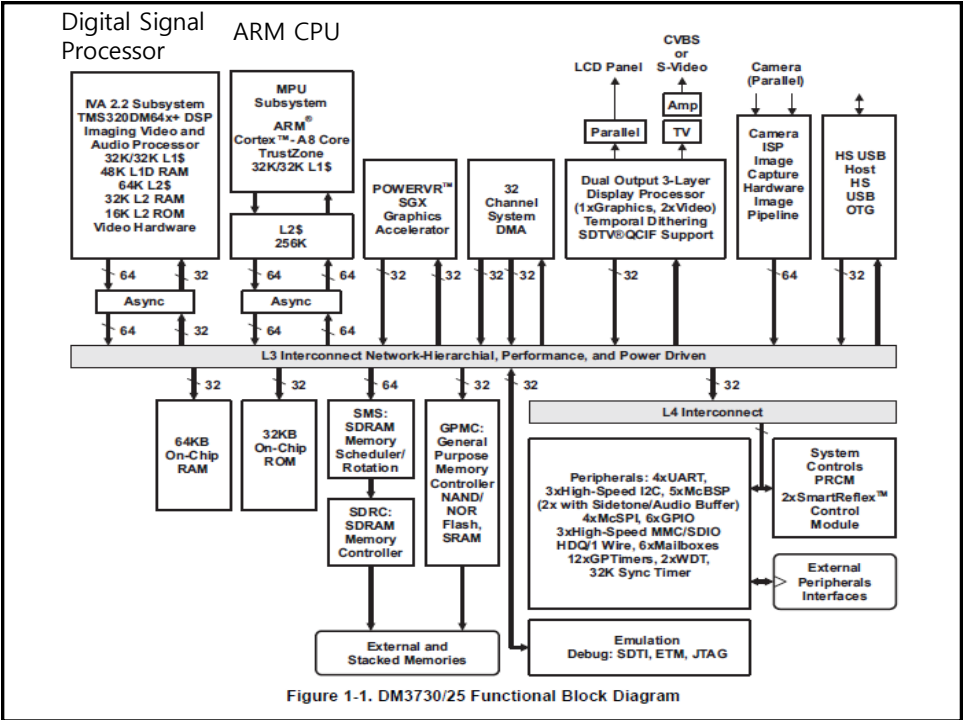 Digital Signal
Processor
ARM CPU
IVA 2.2 Subsystem
TMS320DM64x+ DSP
Imaging Video and
Audio Processor
32K/32K L1$
48K L1D RAM
64K L2$
32K L2 RAM
16K L2 ROM
Video Hardware
MPU
Subsystem
ARM®
Cortex™- A8 Core
TrustZone
32K/32K L1$
L2$
256K
POWERVR™
SGX
Graphics
Accelerator
32
Channel
System
DMA
LCD Panel
CVBS
or
S-Video
Amp
Parallel
TV
Dual Output 3-Layer
Display Processor
(1xGraphics, 2xVideo)
Temporal Dithering
SDTV®QCIF Support
Camera
(Parallel)
Camera
ISP
Image
Capture
Hardware
Image
Pipeline
HS USB
Host
HS
USB
OTG
64
32
64
64
32
32
32
32
32
32
64
32
Async
Async
64
32
64
64
L3 Interconnect Network-Hierarchial, Performance, and Power Driven
32
32
64
32
32
32
64KB
On-Chip
RAM
32KB
On-Chip
ROM
SMS:
SDRAM
Memory
Scheduler/
Rotation
SDRC:
SDRAM
Memory
Controller
GPMC:
General
Purpose
Memory
Controller
NAND/
NOR
Flash,
SRAM
L4 Interconnect
Peripherals: 4xUART,
3xHigh-Speed I2C, 5xMcBSP
(2x with Sidetone/Audio Buffer)
4xMcSPI, 6xGPIO
3xHigh-Speed MMC/SDIO
HDQ/1 Wire, 6xMailboxes
12xGPTimers, 2xWDT,
32K Sync Timer
System
Controls
PRCM
2xSmartReflex™
Control
Module
External
Peripherals
Interfaces
External and
Stacked Memories
Emulation
Debug: SDTI, ETM, JTAG
Figure 1-1. DM3730/25 Functional Block Diagram